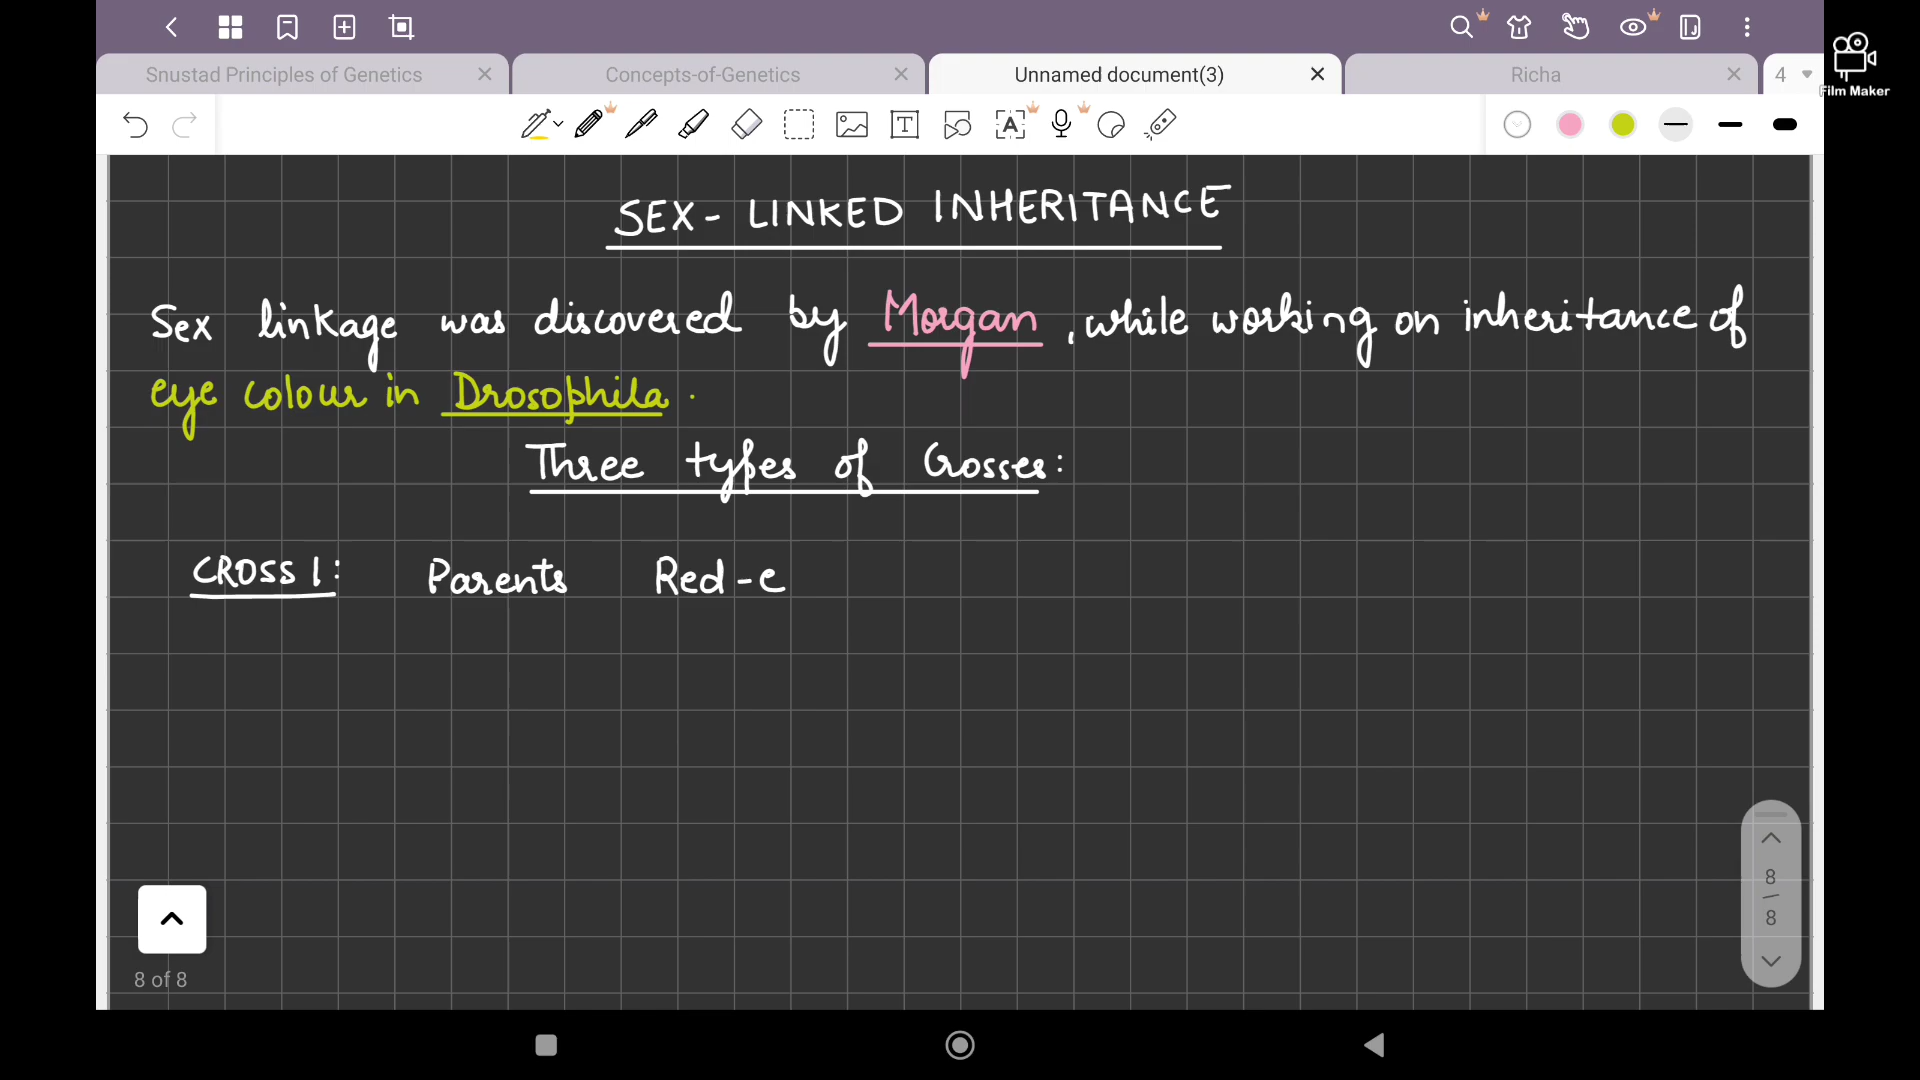 Film Maker
Snustad Principles of Genetics
Concepts-of-Genetics
Unnamed document(3)
Richa
4
SEX-LINKED INHERITANCE
Sex linkage was discovered by Morgan, while working on inheritance of
eye colour in Drosophila.
Three types of Crosses:
CROSS 1: Parents Red-e
8
8
8 of 8